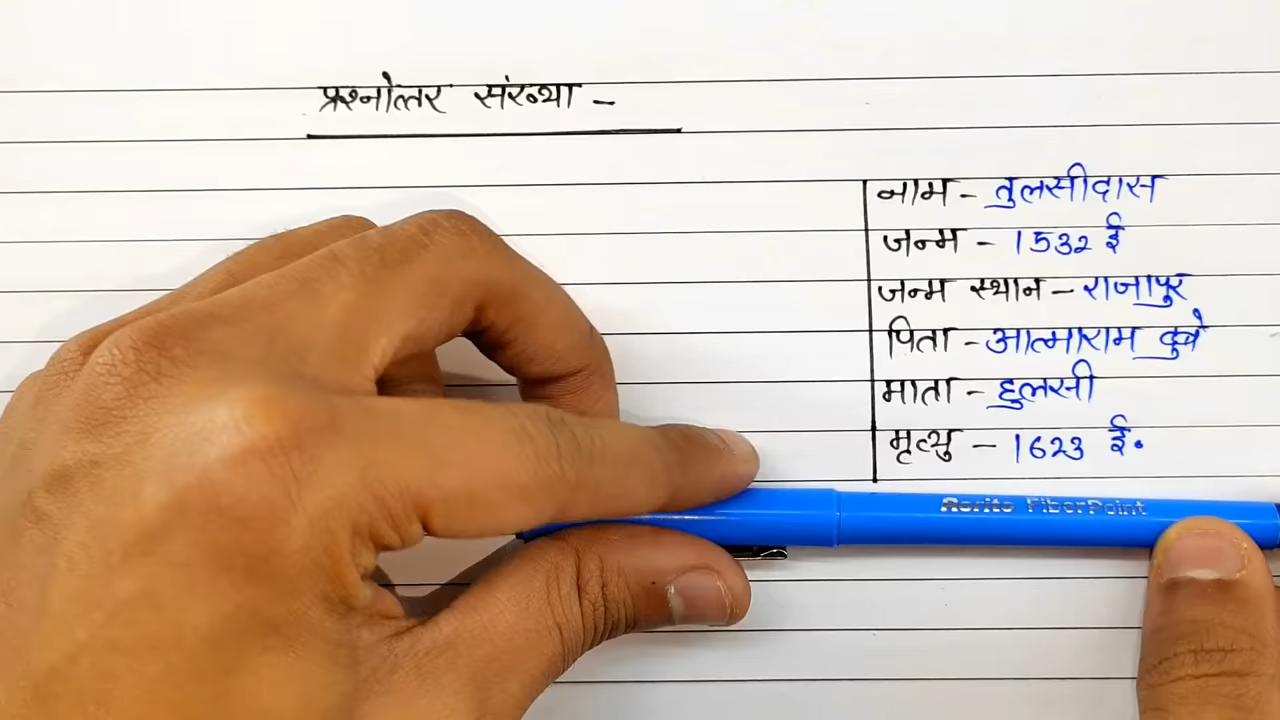 प्रश्नोत्तर संख्या -
नाम - तुलसीदास
जन्म - 1532 ई
जन्म स्थान - राजापुर
पिता - आत्माराम दुबे
माता - हुलसी
मृत्यु - 1623 ई.
Rorito FiberPoint